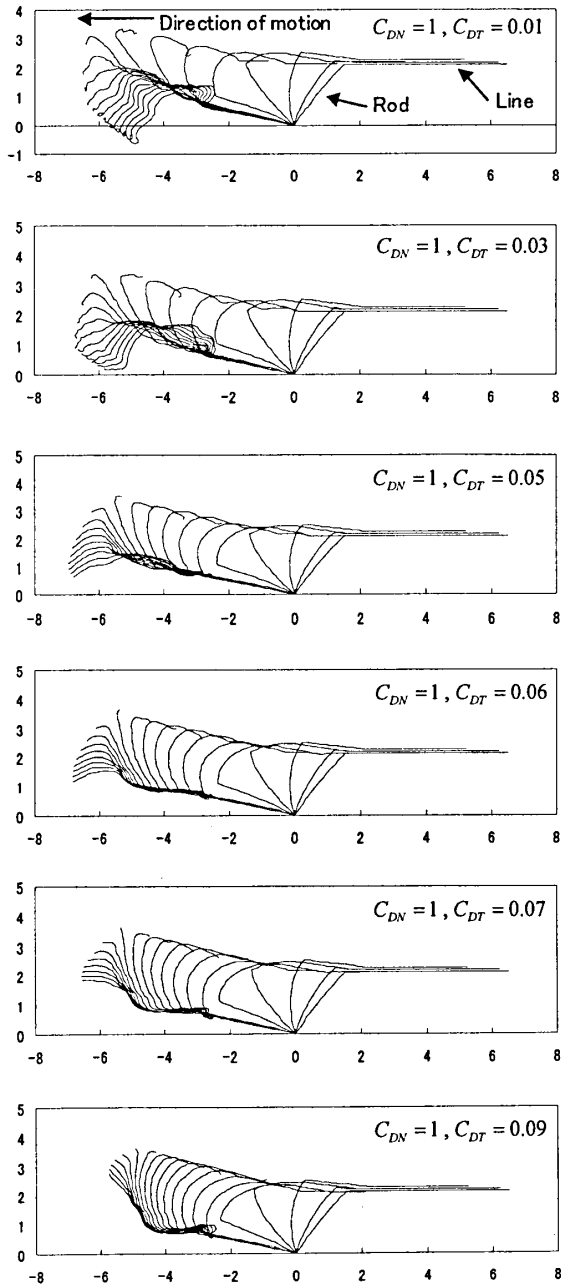 4
Direction of motion
C_DN = 1 , C_DT = 0.01
3
2
Line
1
Rod
0
-1
-8 -6 -4 -2 0 2 4 6 8
5
C_DN = 1 , C_DT = 0.03
4
3
2
1
0
-8 -6 -4 -2 0 2 4 6 8
5
C_DN = 1 , C_DT = 0.05
4
3
2
1
0
-8 -6 -4 -2 0 2 4 6 8
5
C_DN = 1 , C_DT = 0.06
4
3
2
1
0
-8 -6 -4 -2 0 2 4 6 8
5
C_DN = 1 , C_DT = 0.07
4
3
2
1
0
-8 -6 -4 -2 0 2 4 6 8
5
C_DN = 1 , C_DT = 0.09
4
3
2
1
0
-8 -6 -4 -2 0 2 4 6 8